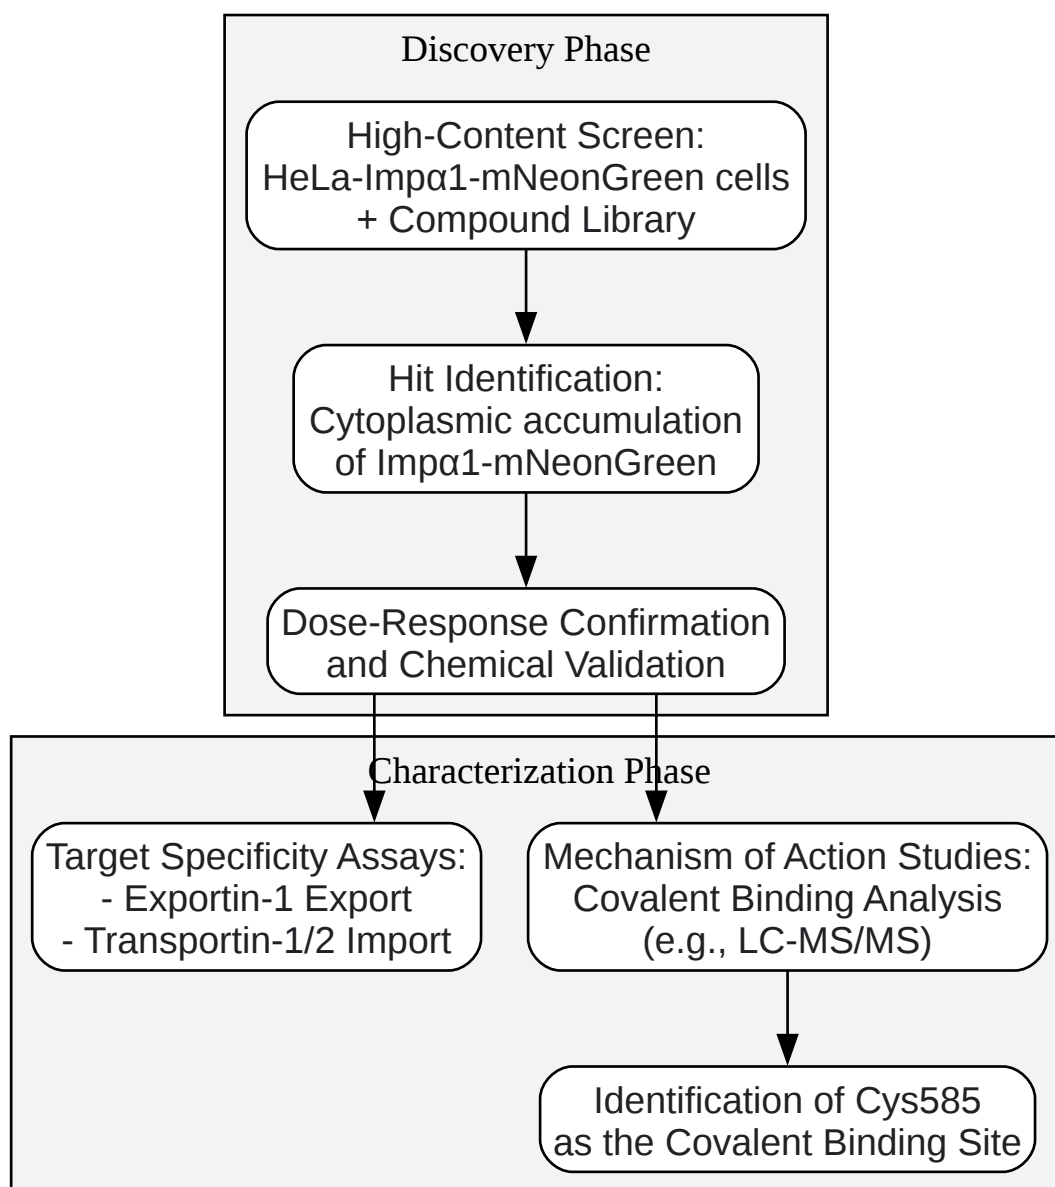 Discovery Phase
High-Content Screen:
HeLa-Impα1-mNeonGreen cells
+ Compound Library
Hit Identification:
Cytoplasmic accumulation
of Impα1-mNeonGreen
Dose-Response Confirmation
and Chemical Validation
Characterization Phase
Target Specificity Assays:
- Exportin-1 Export
- Transportin-1/2 Import
Mechanism of Action Studies:
Covalent Binding Analysis
(e.g., LC-MS/MS)
Identification of Cys585
as the Covalent Binding Site